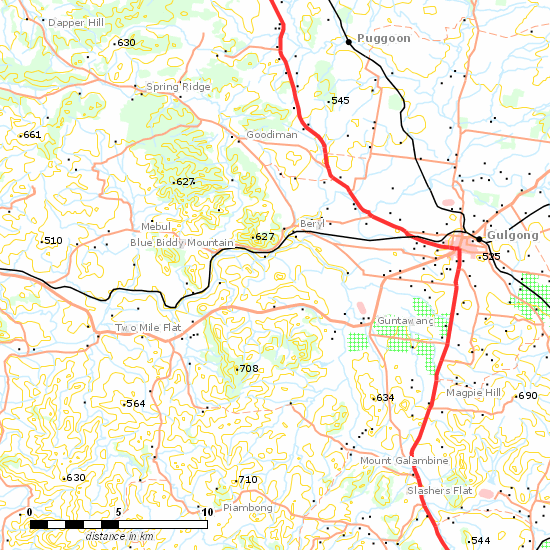 Dapper Hill
.630
Puggoon
Spring Ridge
.545
.661
Goodiman
.627
Mebul
Beryl
.510
Blue Biddy Mountain
.627
Gulgong
.525
Two Mile Flat
Guntawang
.708
.564
.634
Magpie Hill
.690
Mount Galambine
.630
.710
Slashers Flat
Piambong
0 5 10
distance in km
.544